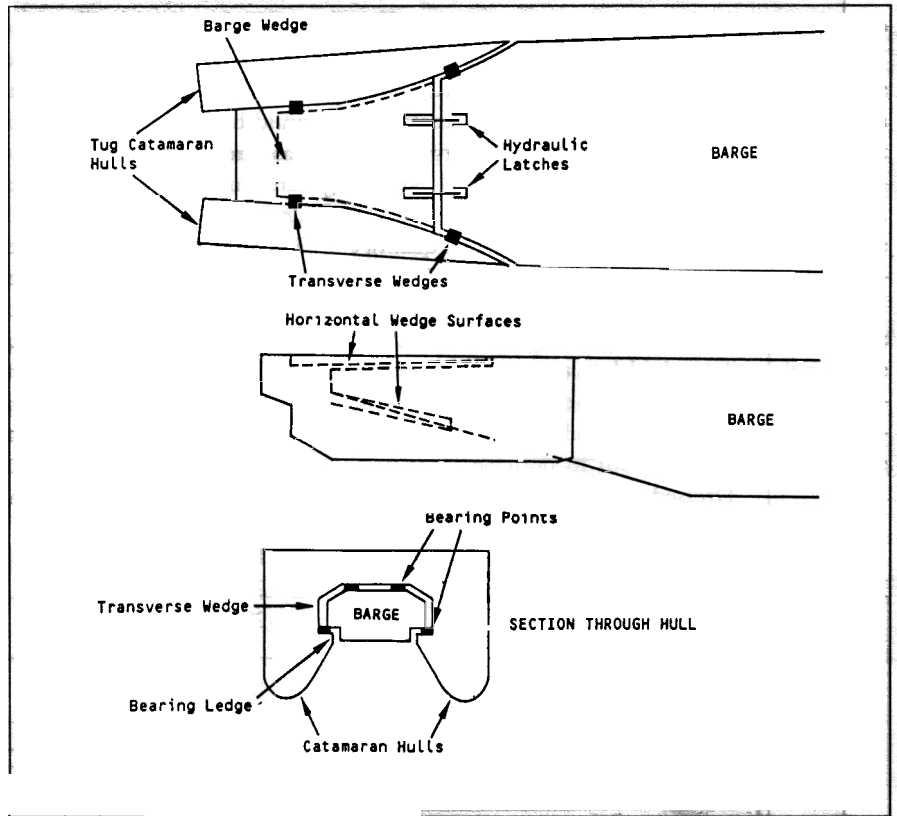 Barge Wedge
Tug Catamaran
Hulls
Hydraulic
Latches
BARGE
Transverse Wedges
Horizontal Wedge Surfaces
BARGE
Bearing Points
Transverse Wedge
BARGE
SECTION THROUGH HULL
Bearing Ledge
Catamaran Hulls